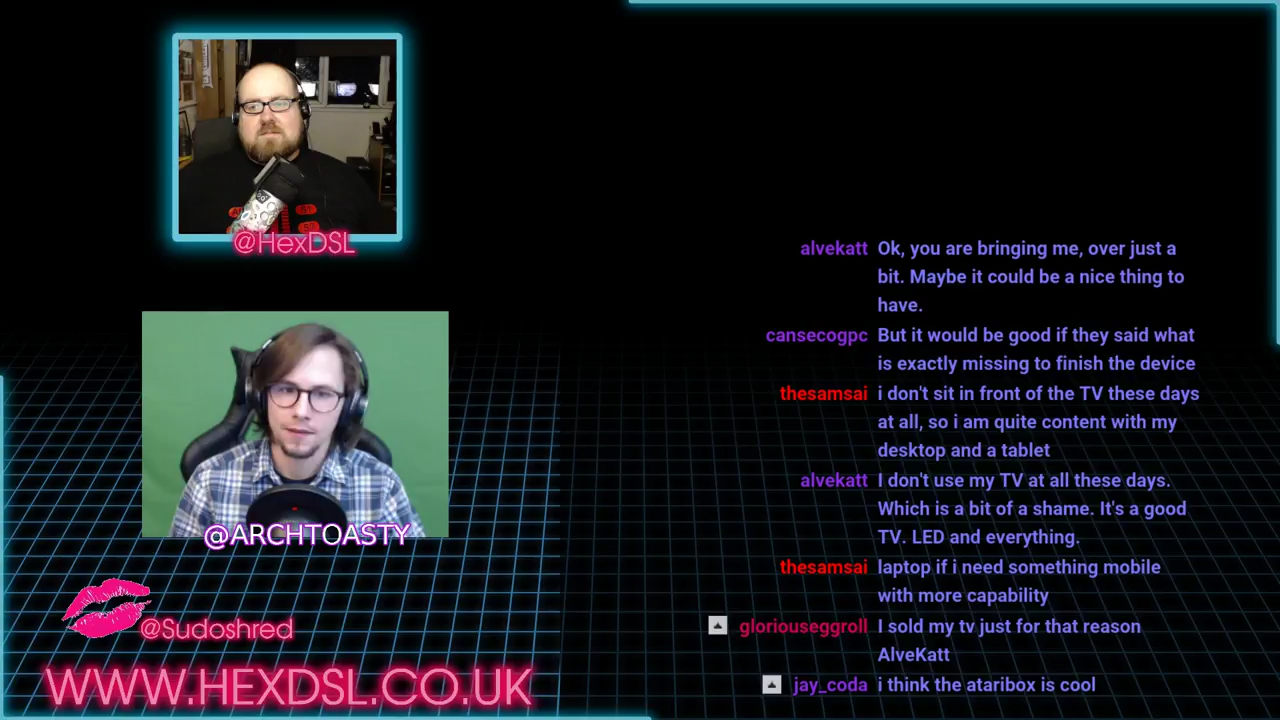 @HexDSL
@ARCHTOASTY
@Sudoshred
WWW.HEXDSL.CO.UK
alvekatt Ok, you are bringing me, over just a
bit. Maybe it could be a nice thing to
have.
cansecogpc But it would be good if they said what
is exactly missing to finish the device
thesamsai i don't sit in front of the TV these days
at all, so i am quite content with my
desktop and a tablet
alvekatt I don't use my TV at all these days.
Which is a bit of a shame. It's a good
TV. LED and everything.
thesamsai laptop if i need something mobile
with more capability
gloriouseggroll I sold my tv just for that reason
AlveKatt
jay_coda i think the ataribox is cool